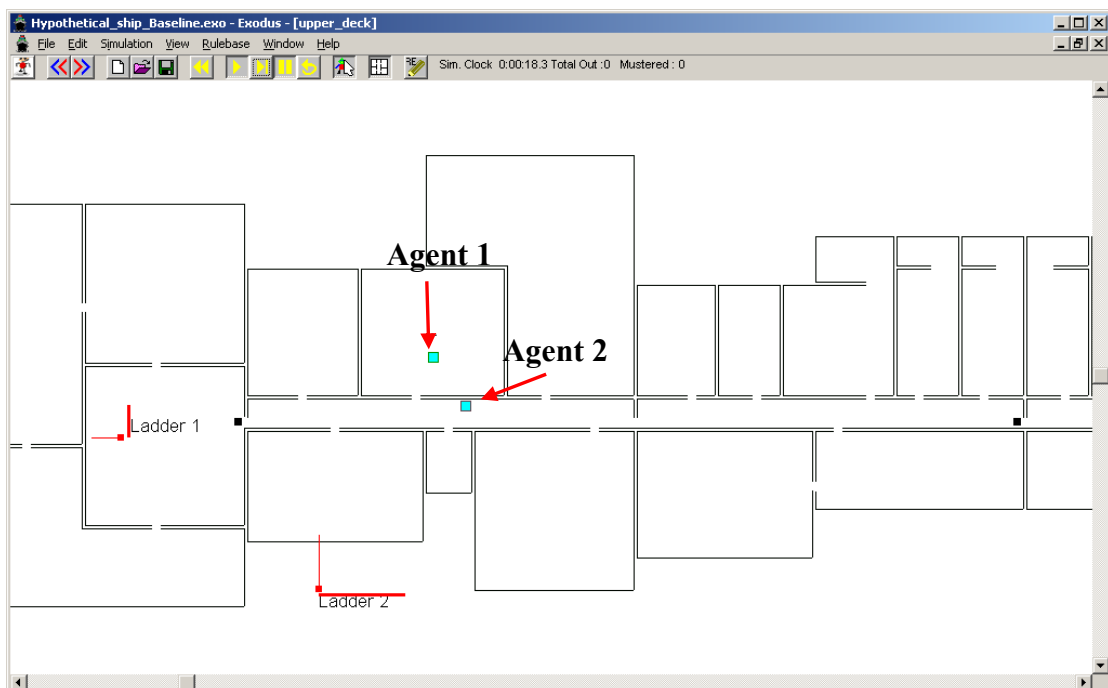 Hypothetical_ship_Baseline.exo - Exodus - [upper_deck]
File Edit Simulation View Rulebase Window Help
Sim. Clock 0:00:18.3 Total Out :0 Mustered : 0
Agent 1
Agent 2
Ladder 1
Ladder 2